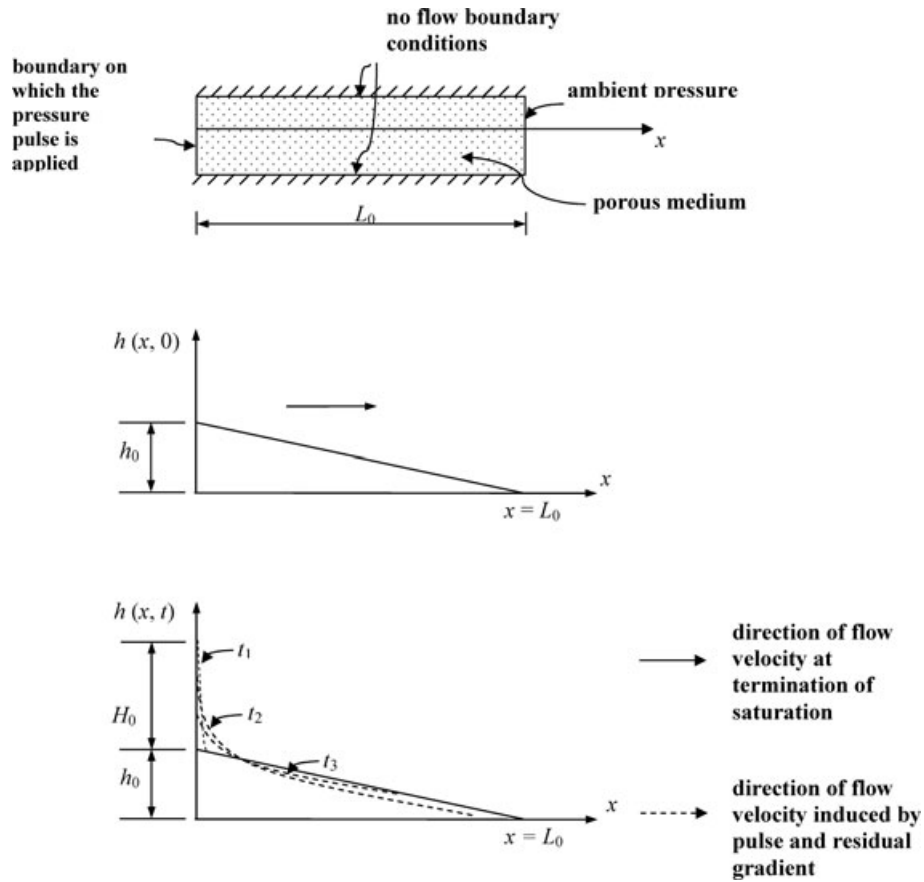 no flow boundary
conditions
boundary on
which the
pressure
pulse is
applied
ambient pressure
x
porous medium
L₀
h (x, 0)
h₀
x
x = L₀
h (x, t)
t₁
t₂
t₃
H₀
h₀
x
x = L₀
direction of flow
velocity at
termination of
saturation
direction of flow
velocity induced by
pulse and residual
gradient